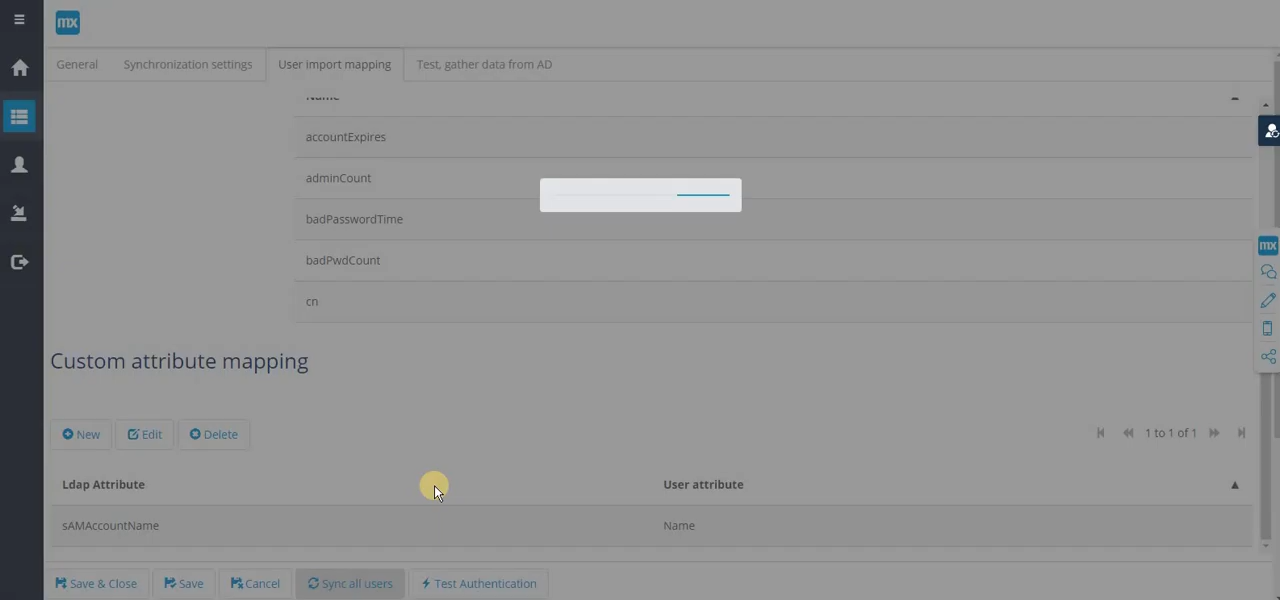 mx
General Synchronization settings User import mapping Test, gather data from AD
Name
accountExpires
adminCount
badPasswordTime
badPwdCount
mx
cn
Custom attribute mapping
New Edit Delete 1 to 1 of 1
Ldap Attribute User attribute
sAMAccountName Name
Save & Close Save Cancel Sync all users Test Authentication